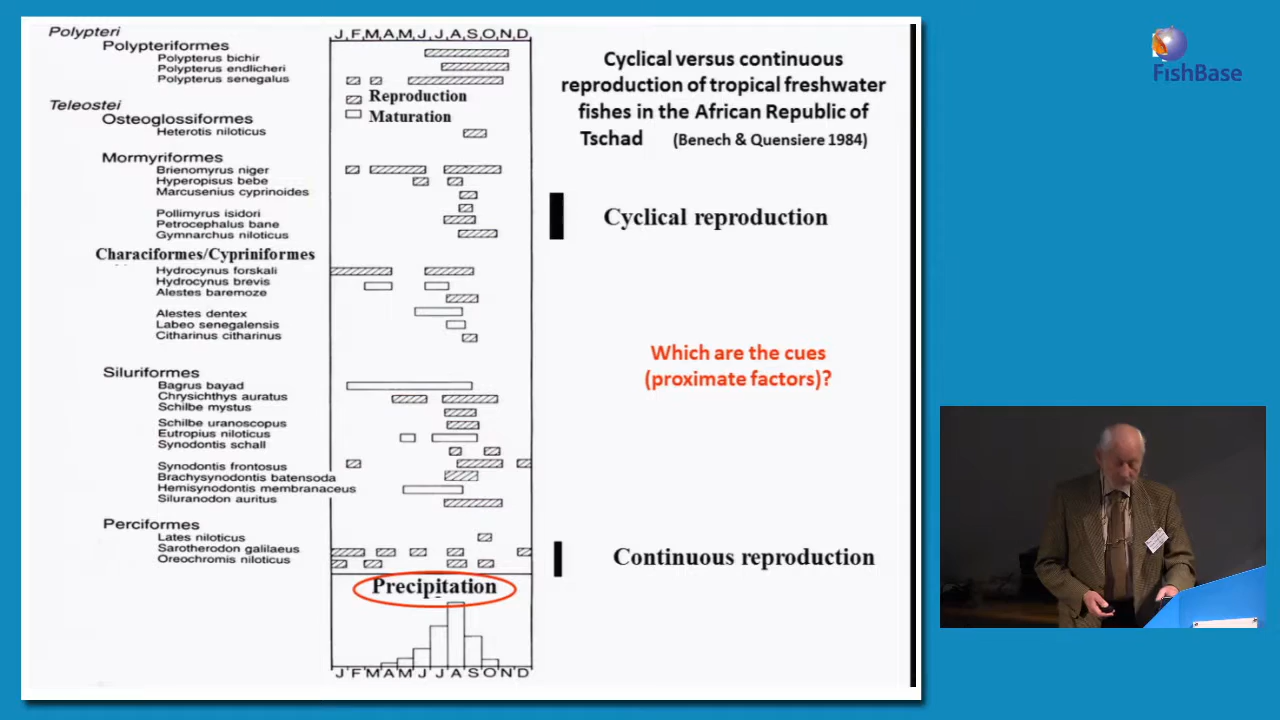 Polypteri
J F M A M J J A S O N D
Polypteriformes
Polypterus bichir
Polypterus endlicheri
Polypterus senegalus
Reproduction
Maturation
Teleostei
Osteoglossiformes
Heterotis niloticus
Mormyriformes
Brienomyrus niger
Hyperopisus bebe
Marcusenius cyprinoides
Pollimyrus isidori
Petrocephalus bane
Gymnarchus niloticus
Characiformes/Cypriniformes
Hydrocynus forskali
Hydrocynus brevis
Alestes baremoze
Alestes dentex
Labeo senegalensis
Citharinus citharinus
Siluriformes
Bagrus bayad
Chrysichthys auratus
Schilbe mystus
Schilbe uranoscopus
Eutropius niloticus
Synodontis schall
Synodontis frontosus
Brachysynodontis batensoda
Hemisynodontis membranaceus
Siluranodon auritus
Perciformes
Lates niloticus
Sarotherodon galilaeus
Oreochromis niloticus
Precipitation
J F M A M J J A S O N D
Cyclical versus continuous
reproduction of tropical freshwater
fishes in the African Republic of
Tschad (Benech & Quensiere 1984)
Cyclical reproduction
Which are the cues
(proximate factors)?
Continuous reproduction
FishBase